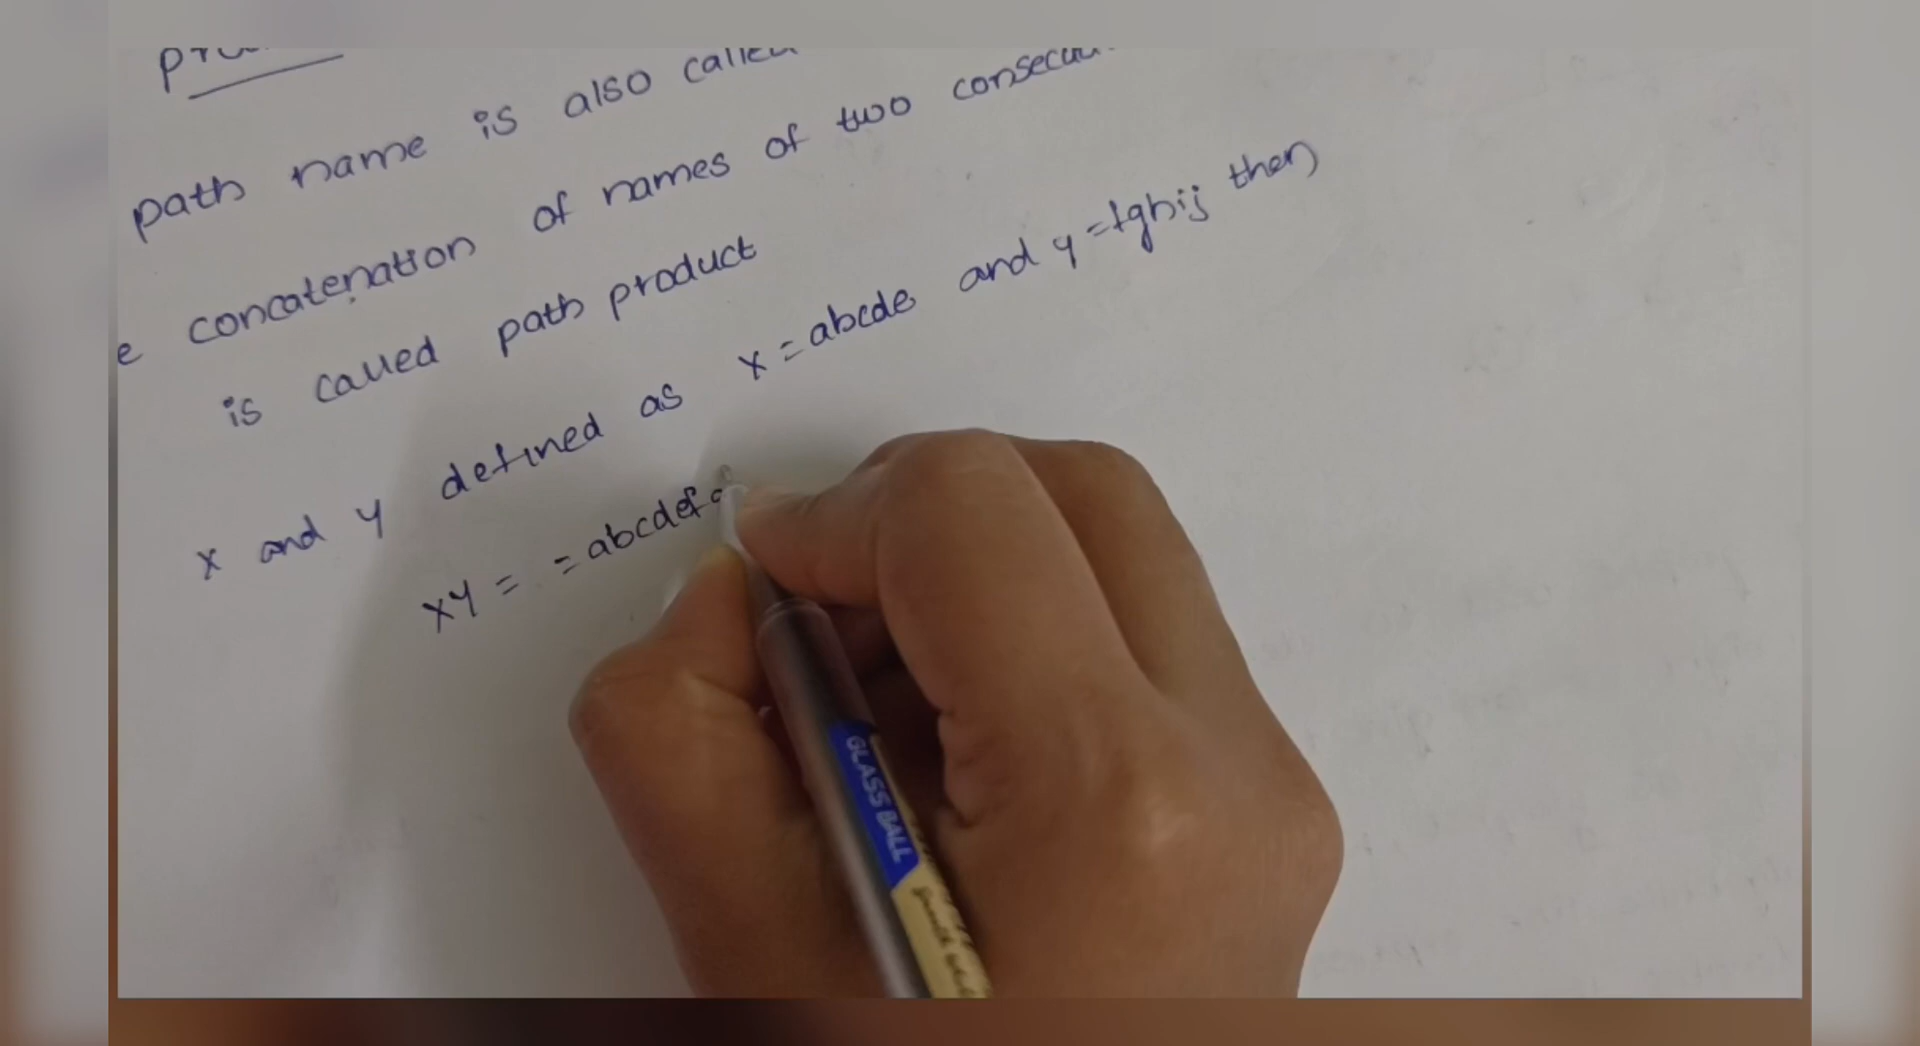 path name is also called
e concatenation of names of two
is called path product
x and y defined as x = abcde and y = fghij then
xy = = abcdef
GLASS BALL